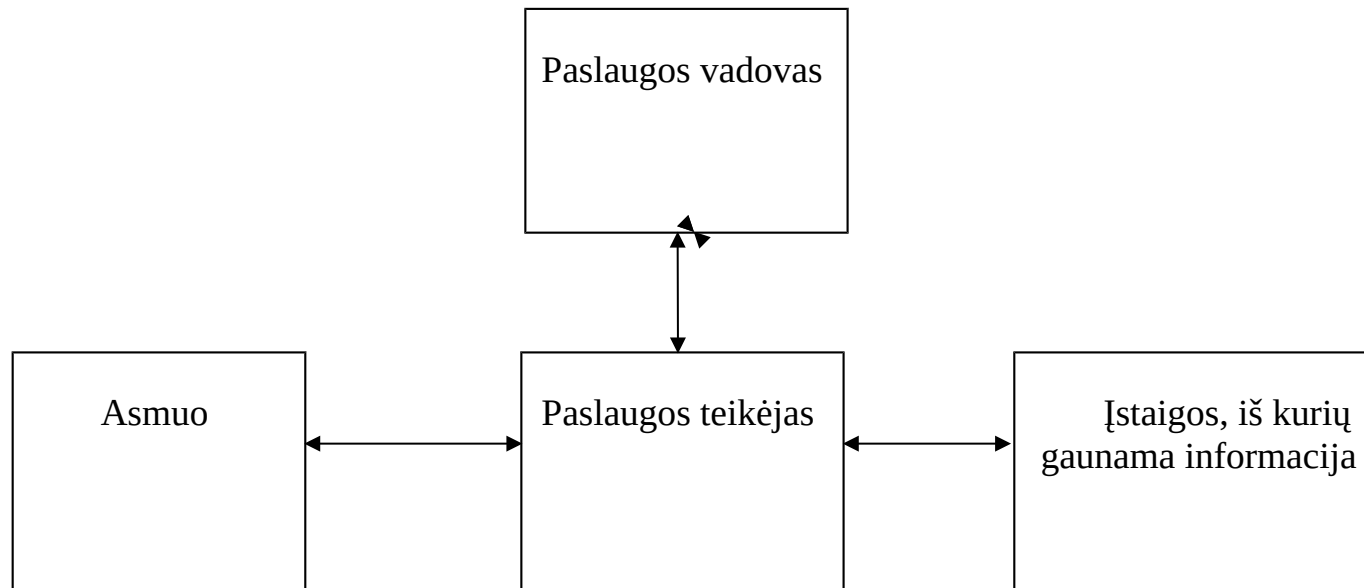 Paslaugos vadovas
Asmuo
Paslaugos teikėjas
Įstaigos, iš kurių
gaunama informacija